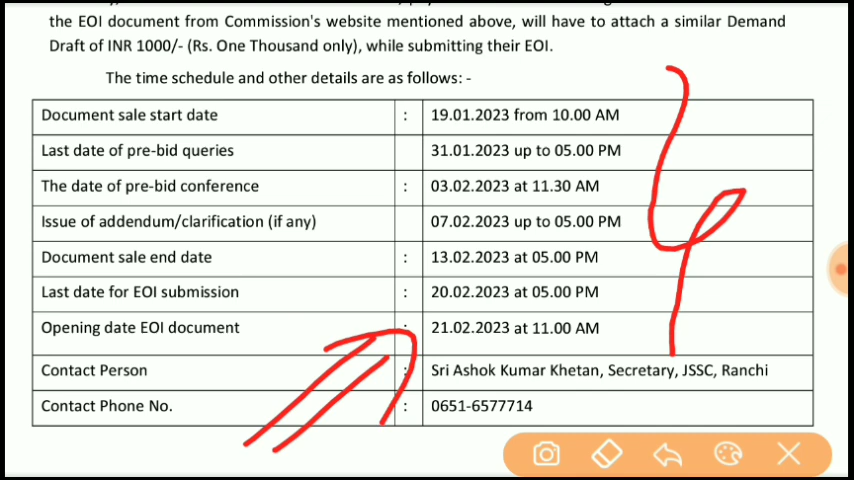 the EOI document from Commission's website mentioned above, will have to attach a similar Demand
Draft of INR 1000/- (Rs. One Thousand only), while submitting their EOI.
The time schedule and other details are as follows: -
Document sale start date : 19.01.2023 from 10.00 AM
Last date of pre-bid queries 31.01.2023 up to 05.00 PM
The date of pre-bid conference : 03.02.2023 at 11.30 AM
Issue of addendum/clarification (if any) 07.02.2023 up to 05.00 PM
Document sale end date : 13.02.2023 at 05.00 PM
Last date for EOI submission : 20.02.2023 at 05.00 PM
Opening date EOI document : 21.02.2023 at 11.00 AM
Contact Person : Sri Ashok Kumar Khetan, Secretary, JSSC, Ranchi
Contact Phone No. : 0651-6577714